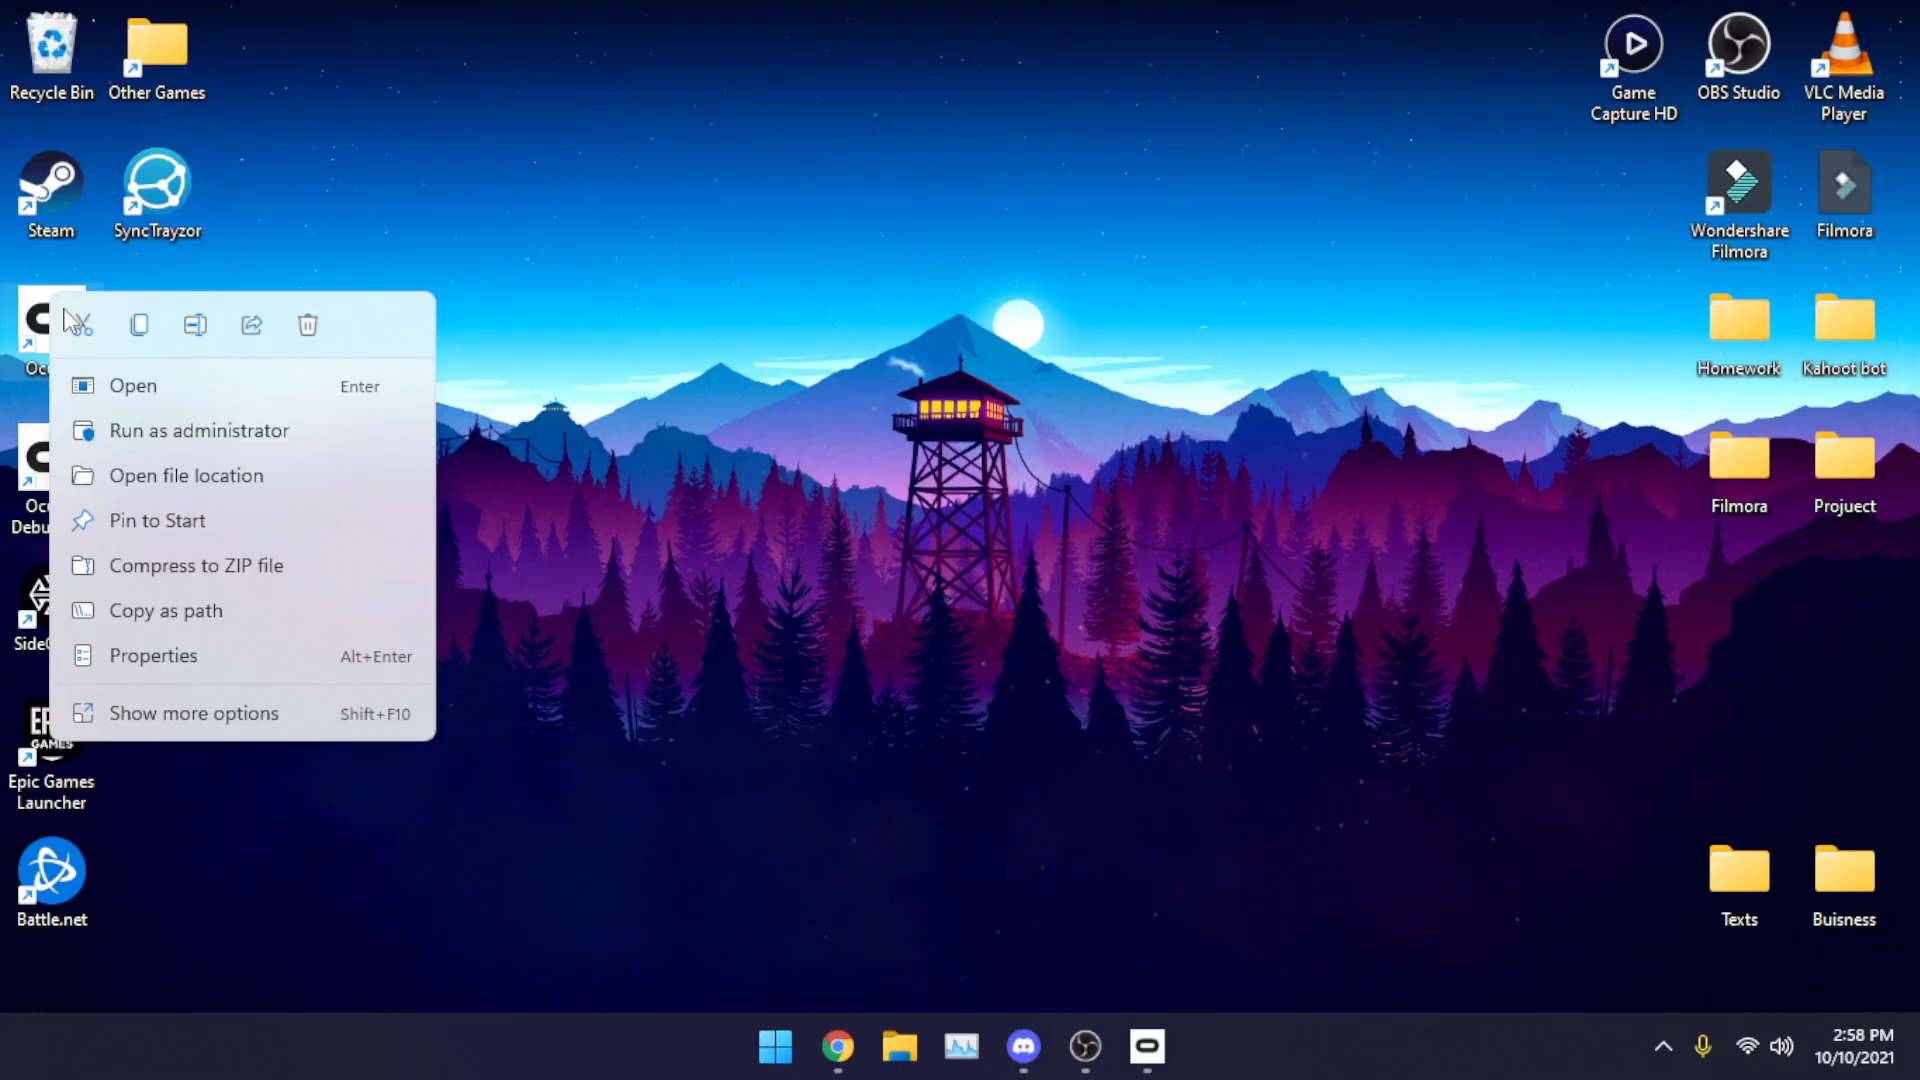 Recycle Bin
Other Games
Game
Capture HD
OBS Studio
VLC Media
Player
Steam
SyncTrayzor
Wondershare
Filmora
Filmora
Homework
Kahoot bot
Open Enter
Run as administrator
Open file location
Pin to Start
Compress to ZIP file
Copy as path
Properties Alt+Enter
Show more options Shift+F10
Filmora
Projuect
GAMES
Epic Games
Launcher
Battle.net
Texts
Buisness
2:58 PM
10/10/2021